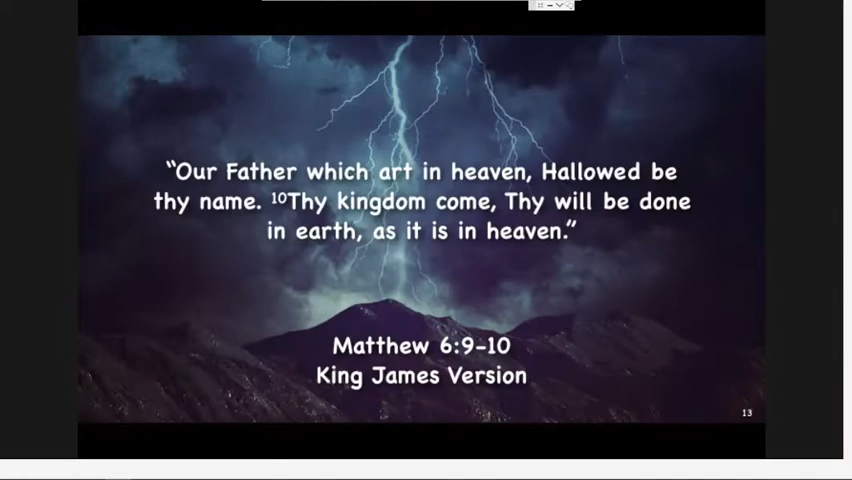 “Our Father which art in heaven, Hallowed be
thy name. ¹⁰Thy kingdom come, Thy will be done
in earth, as it is in heaven.”
Matthew 6:9-10
King James Version
13